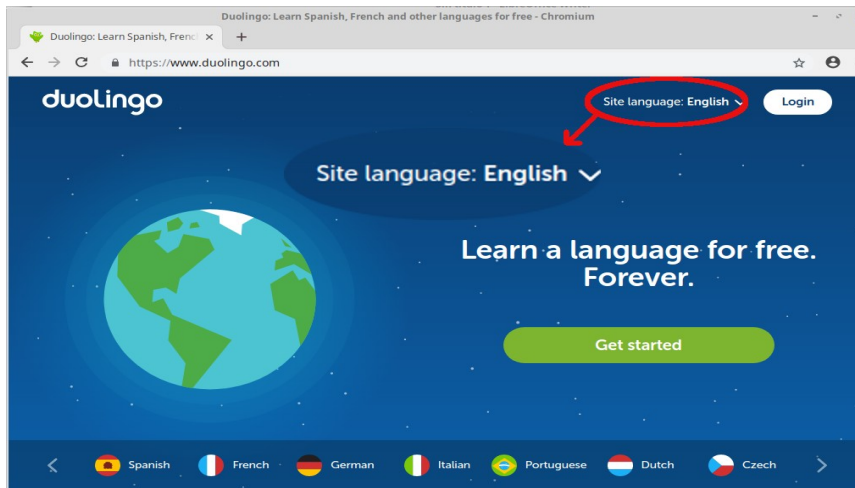 Duolingo: Learn Spanish, French and other languages for free - Chromium
Duolingo: Learn Spanish, Frenc
https://www.duolingo.com
duolingo
Site language: English
Login
Site language: English
Learn a language for free.
Forever.
Get started
Spanish French German Italian Portuguese Dutch Czech